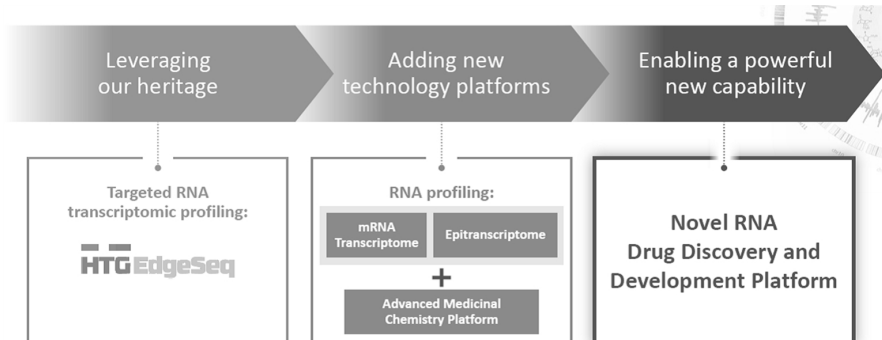 Leveraging
our heritage
Adding new
technology platforms
Enabling a powerful
new capability
Targeted RNA
transcriptomic profiling:
HTG EdgeSeq
RNA profiling:
mRNA
Transcriptome
Epitranscriptome
+
Advanced Medicinal
Chemistry Platform
Novel RNA
Drug Discovery and
Development Platform